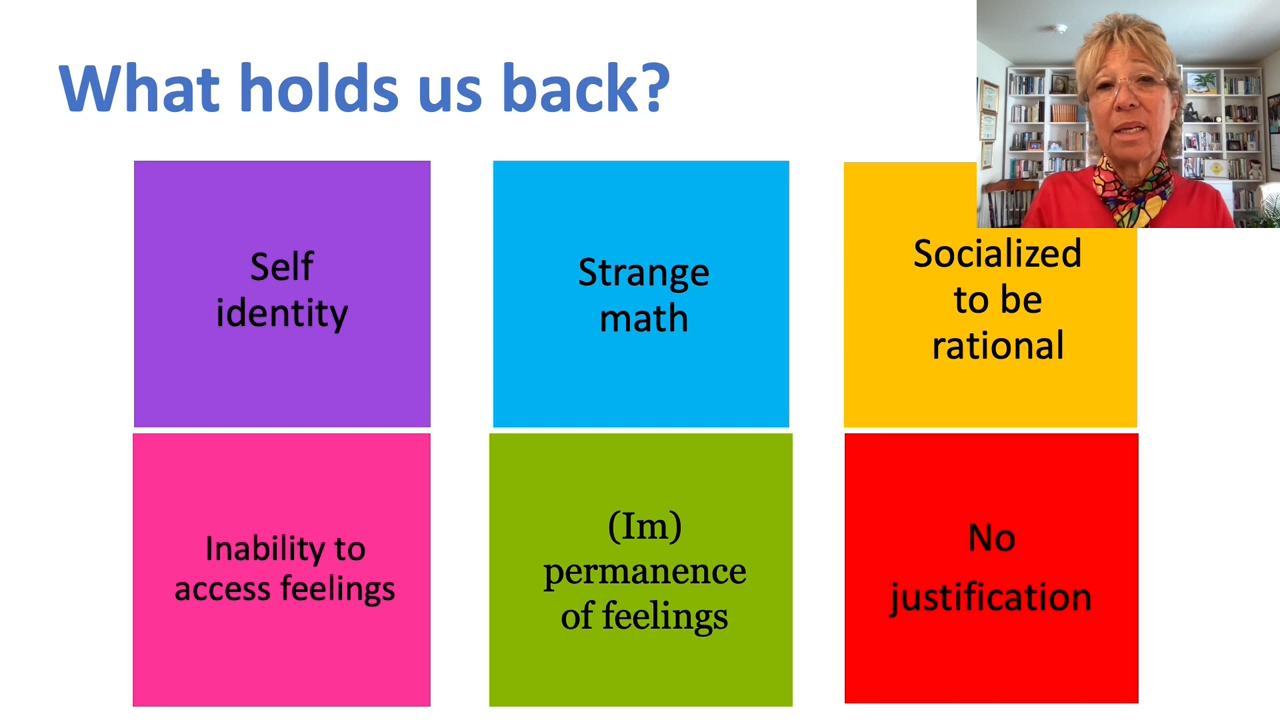 What holds us back?
Self
identity
Strange
math
Socialized
to be
rational
Inability to
access feelings
(Im)
permanence
of feelings
No
justification